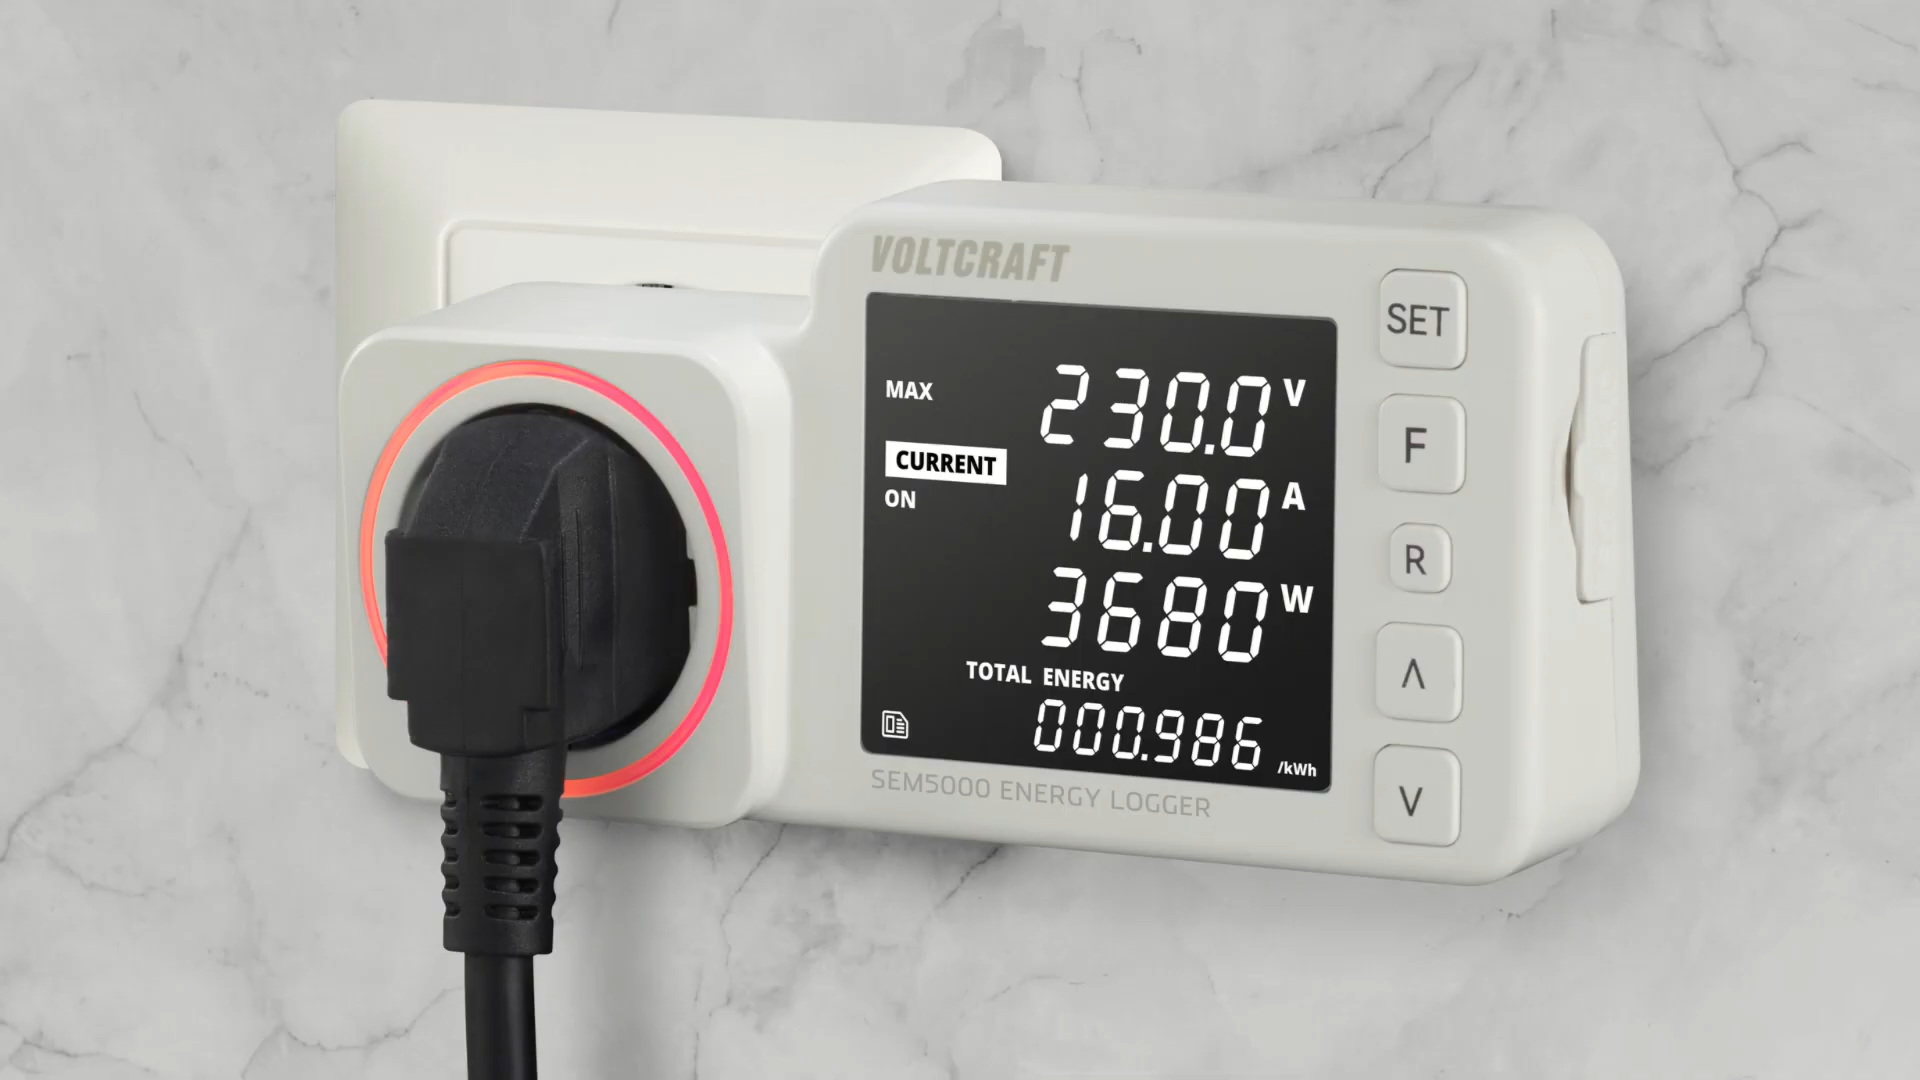 VOLTCRAFT
MAX
230.0 V
CURRENT
ON
16.00 A
3680 W
TOTAL ENERGY
000.986 /kWh
SEM5000 ENERGY LOGGER
SET
F
R
Λ
V